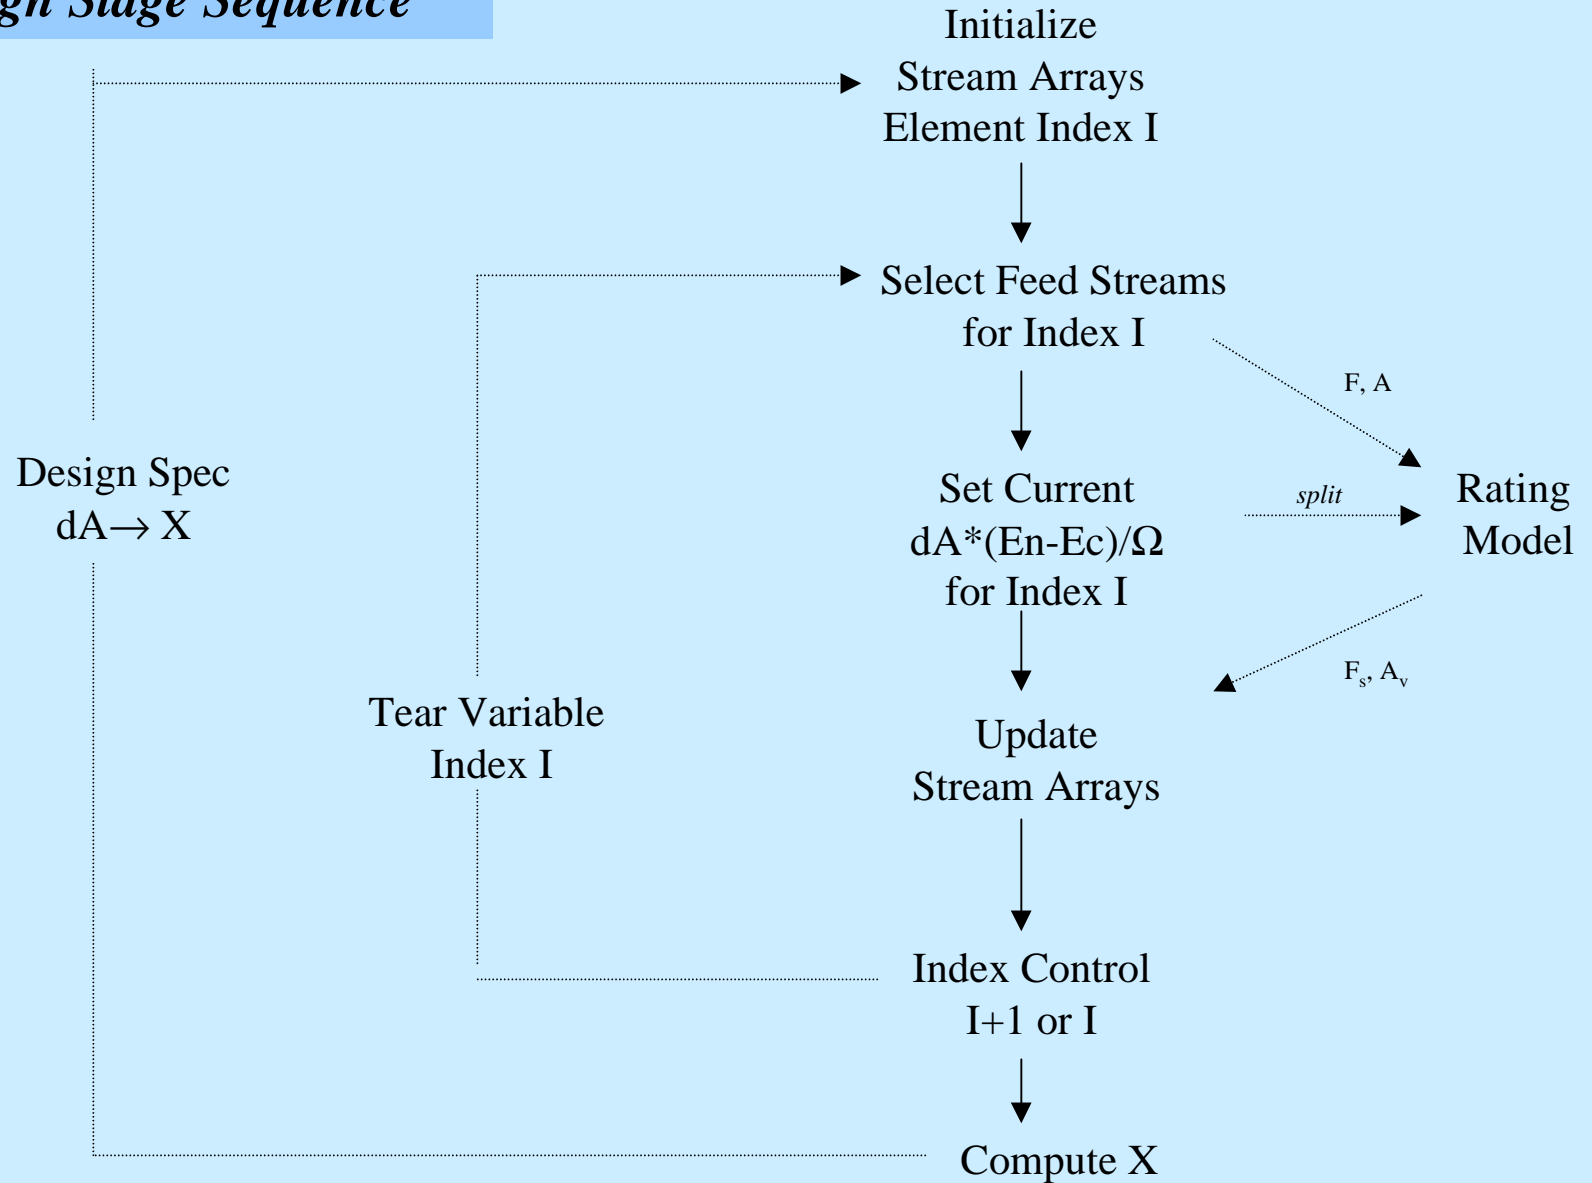 Stage Sequence
Initialize
Stream Arrays
Element Index I
Select Feed Streams
for Index I
F, A
Design Spec
dA→ X
Set Current
dA*(En-Ec)/Ω
for Index I
split
Rating
Model
Fs, Av
Tear Variable
Index I
Update
Stream Arrays
Index Control
I+1 or I
Compute X